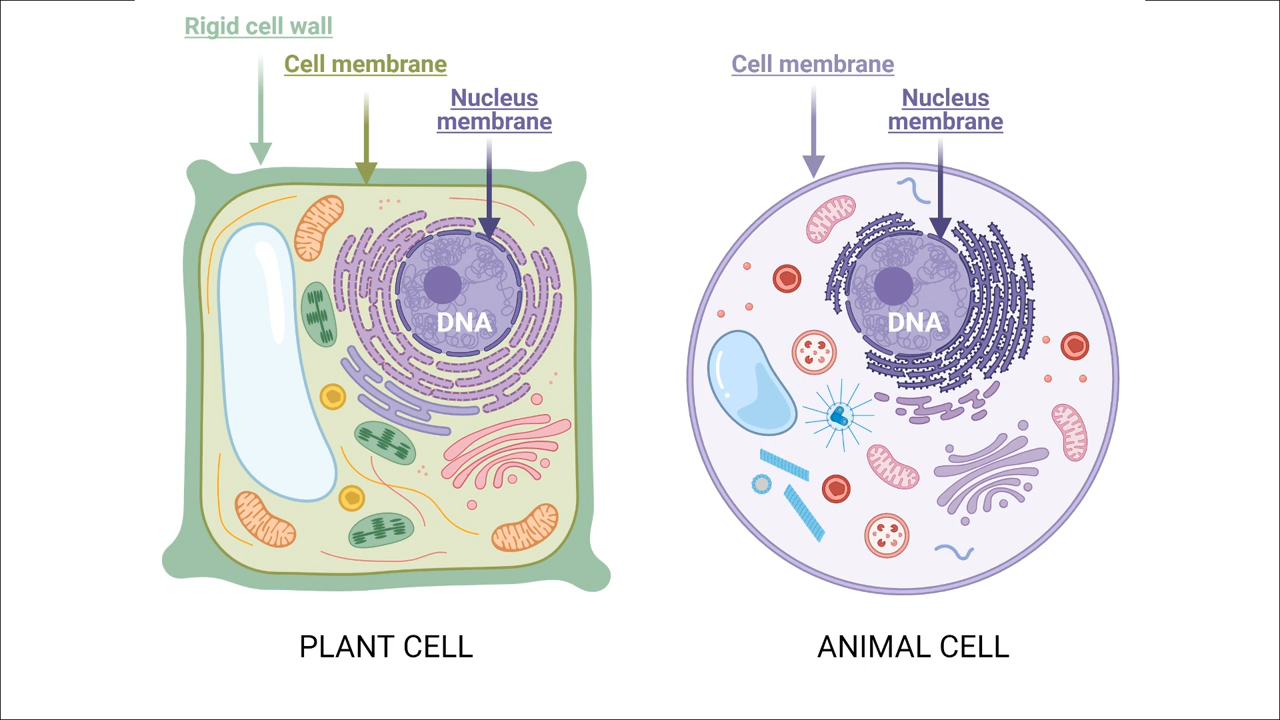 Rigid cell wall
Cell membrane
Nucleus
membrane
DNA
PLANT CELL
Cell membrane
Nucleus
membrane
DNA
ANIMAL CELL